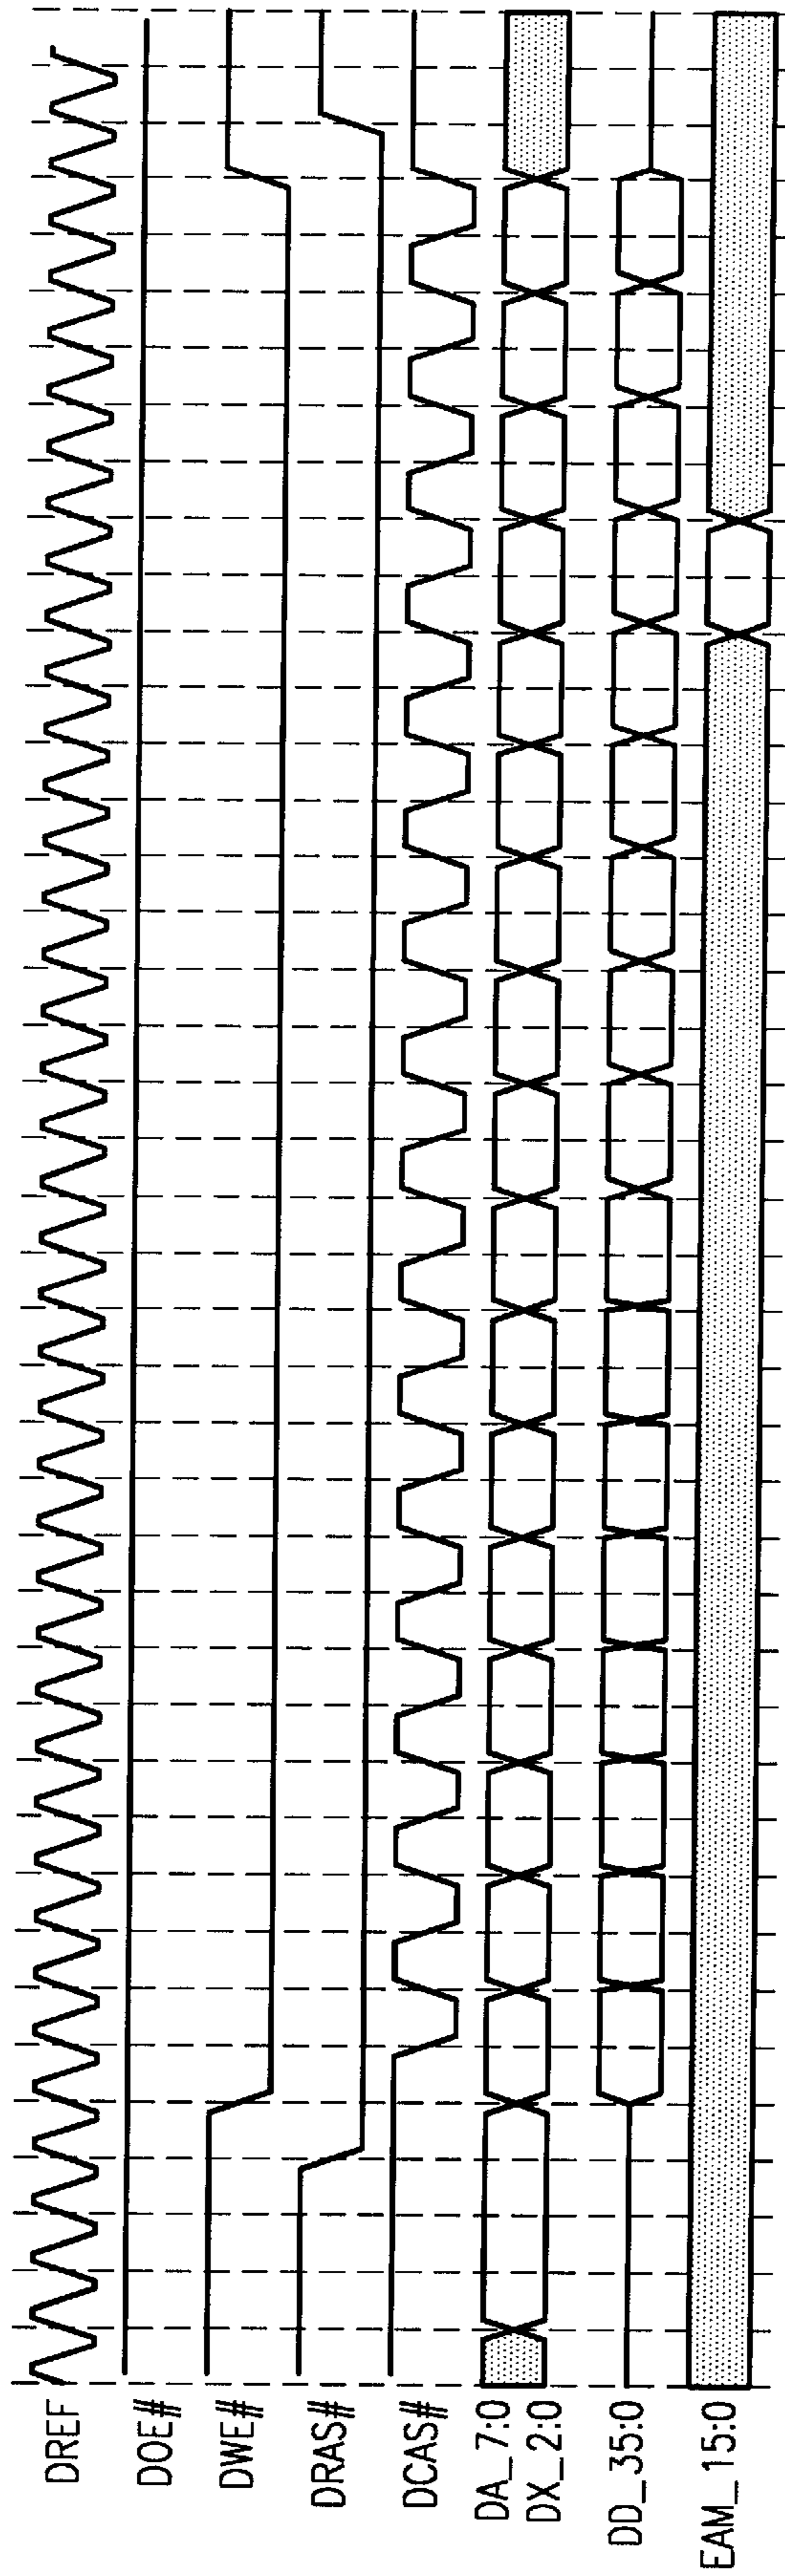 DREF
DOE#
DWE#
DRAS#
DCAS#
DA_7:0
DX_2:0
DD_35:0
EAM_15:0